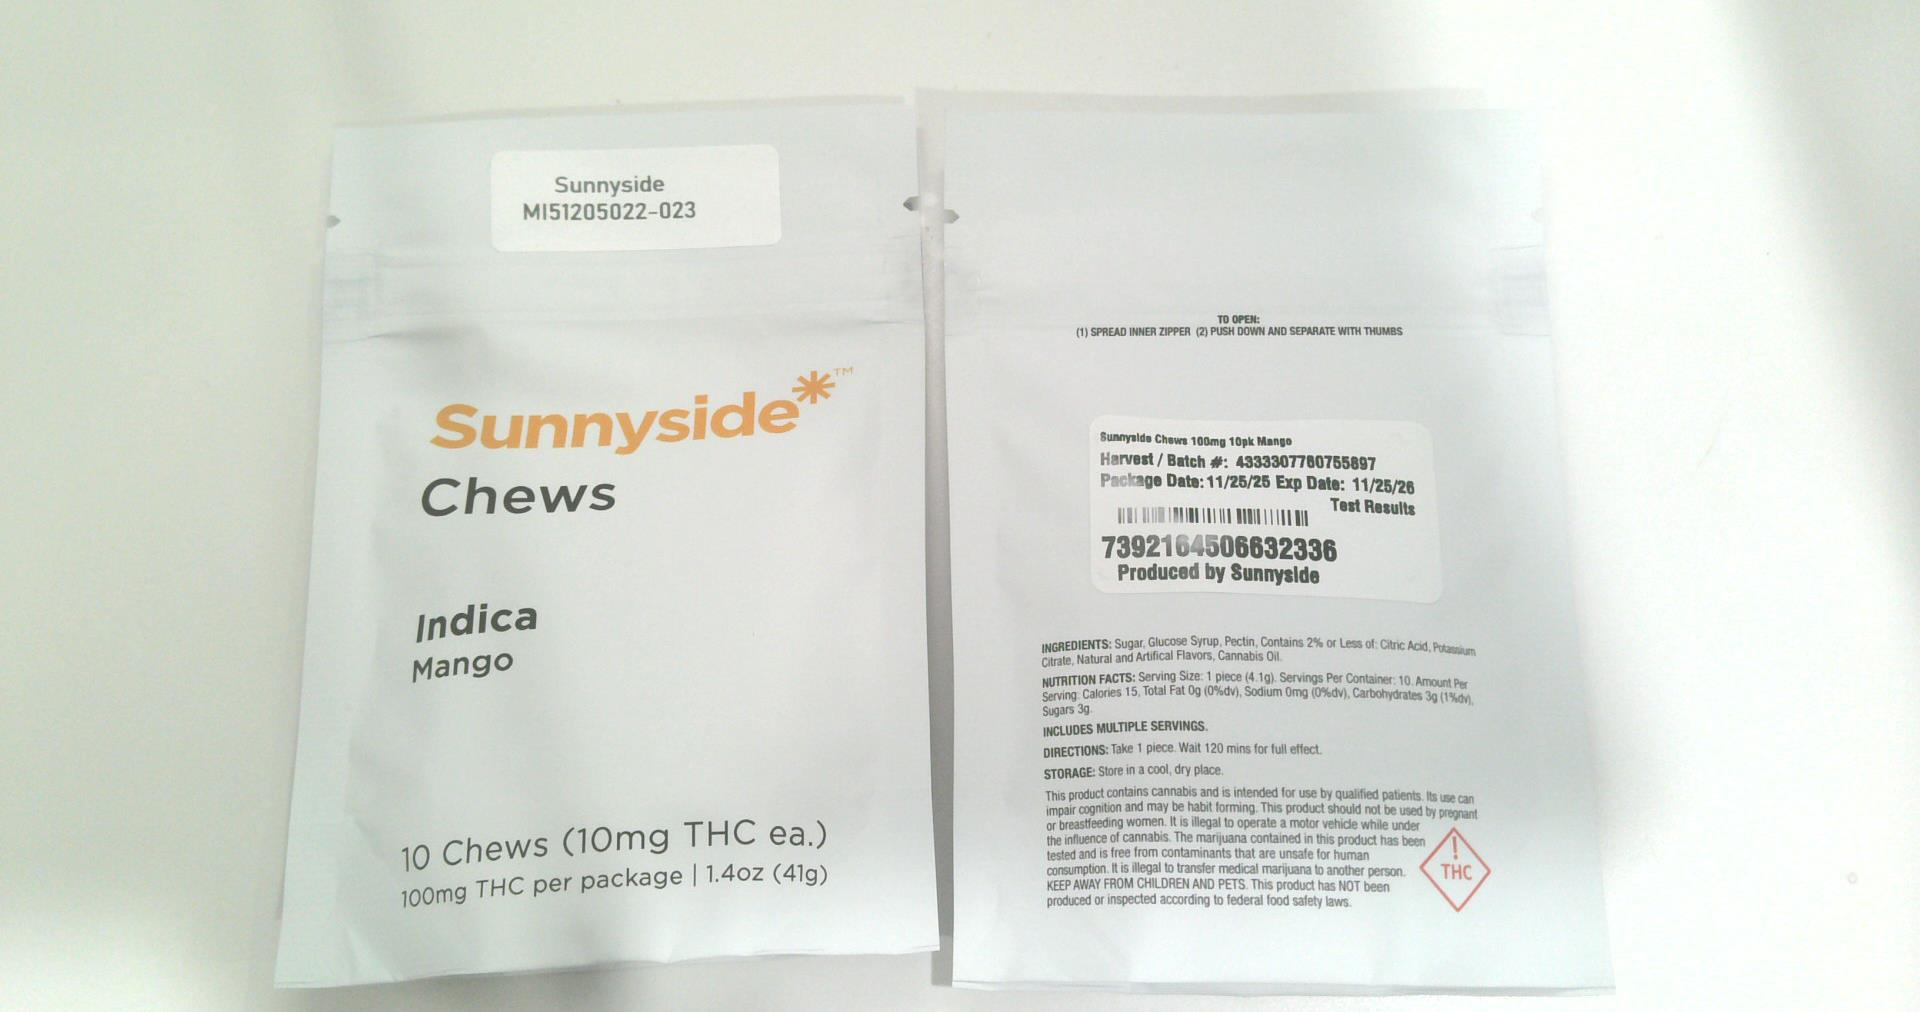 Sunnyside
MI51205022-023
Sunnyside*™
Chews
Indica
Mango
10 Chews (10mg THC ea.)
100mg THC per package | 1.4oz (41g)
TO OPEN:
(1) SPREAD INNER ZIPPER (2) PUSH DOWN AND SEPARATE WITH THUMBS
Sunnyside Chews 100mg 10pk Mango
Harvest / Batch #: 4333307780755897
Package Date: 11/25/25 Exp Date: 11/25/26
Test Results
7392164506632336
Produced by Sunnyside
INGREDIENTS: Sugar, Glucose Syrup, Pectin, Contains 2% or Less of: Citric Acid, Potassium
Citrate, Natural and Artifical Flavors, Cannabis Oil.
NUTRITION FACTS: Serving Size: 1 piece (4.1g). Servings Per Container: 10. Amount Per
Serving: Calories 15, Total Fat 0g (0%dv), Sodium 0mg (0%dv), Carbohydrates 3g (1%dv),
Sugars 3g.
INCLUDES MULTIPLE SERVINGS.
DIRECTIONS: Take 1 piece. Wait 120 mins for full effect.
STORAGE: Store in a cool, dry place.
This product contains cannabis and is intended for use by qualified patients. Its use can
impair cognition and may be habit forming. This product should not be used by pregnant
or breastfeeding women. It is illegal to operate a motor vehicle while under
the influence of cannabis. The marijuana contained in this product has been
tested and is free from contaminants that are unsafe for human
consumption. It is illegal to transfer medical marijuana to another person.
KEEP AWAY FROM CHILDREN AND PETS. This product has NOT been
produced or inspected according to federal food safety laws.
!
THC